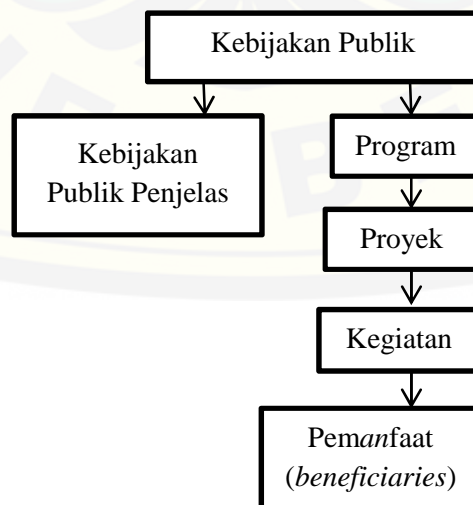 Kebijakan Publik
Kebijakan
Publik Penjelas
Program
Proyek
Kegiatan
Pemanfaat
(beneficiaries)